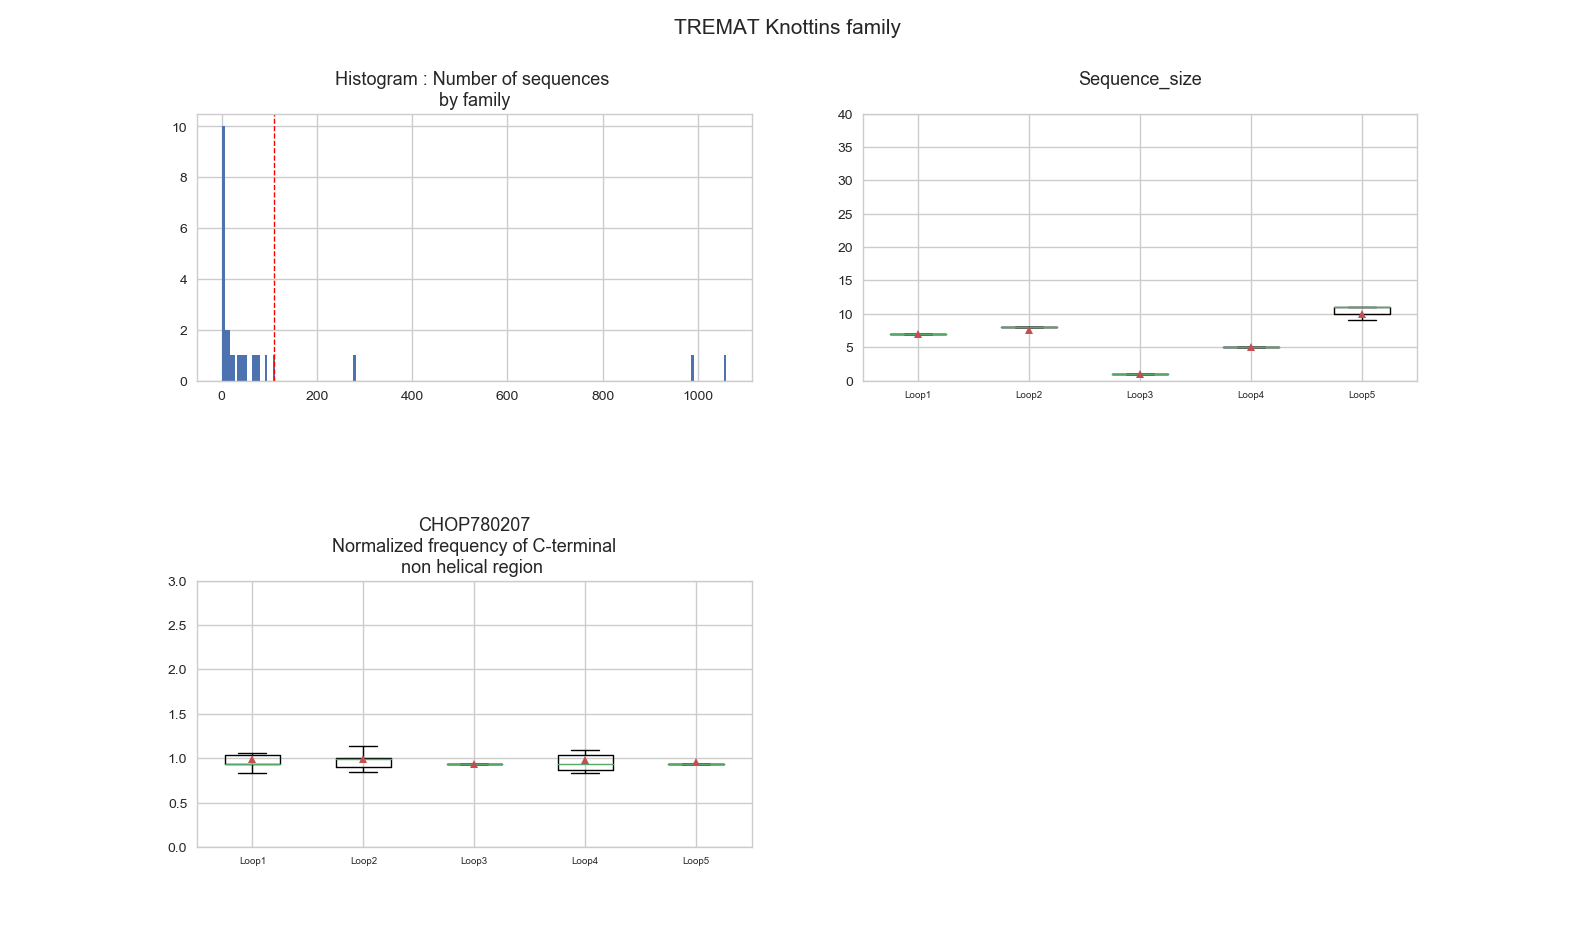 TREMAT Knottins family
Histogram : Number of sequences
by family
10
8
6
4
2
0
0 200 400 600 800 1000
Sequence_size
40
35
30
25
20
15
10
5
0
Loop1 Loop2 Loop3 Loop4 Loop5
CHOP780207
Normalized frequency of C-terminal
non helical region
3.0
2.5
2.0
1.5
1.0
0.5
0.0
Loop1 Loop2 Loop3 Loop4 Loop5